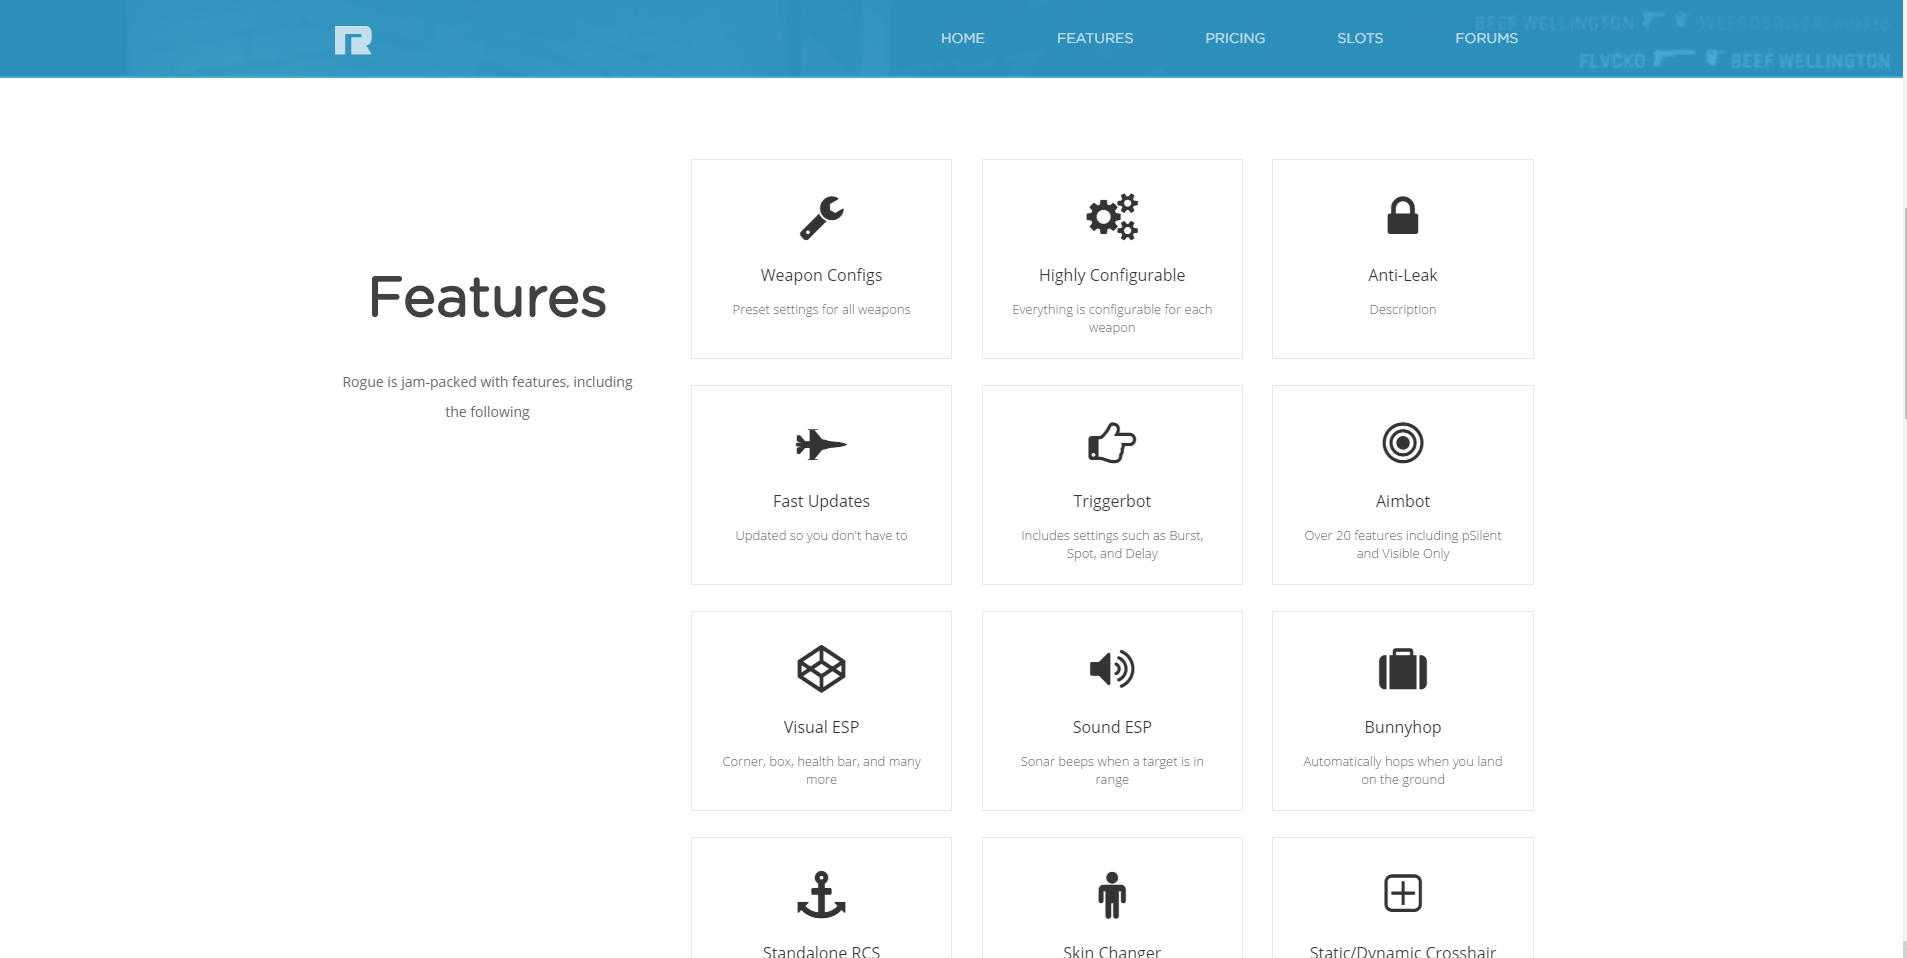 HOME FEATURES PRICING SLOTS FORUMS
BEEF WELLINGTON
FLVCKO BEEF WELLINGTON
Features
Rogue is jam-packed with features, including
the following
Weapon Configs
Preset settings for all weapons
Highly Configurable
Everything is configurable for each
weapon
Anti-Leak
Description
Fast Updates
Updated so you don't have to
Triggerbot
Includes settings such as Burst,
Spot, and Delay
Aimbot
Over 20 features including pSilent
and Visible Only
Visual ESP
Corner, box, health bar, and many
more
Sound ESP
Sonar beeps when a target is in
range
Bunnyhop
Automatically hops when you land
on the ground
Standalone RCS
Skin Changer
Static/Dynamic Crosshair